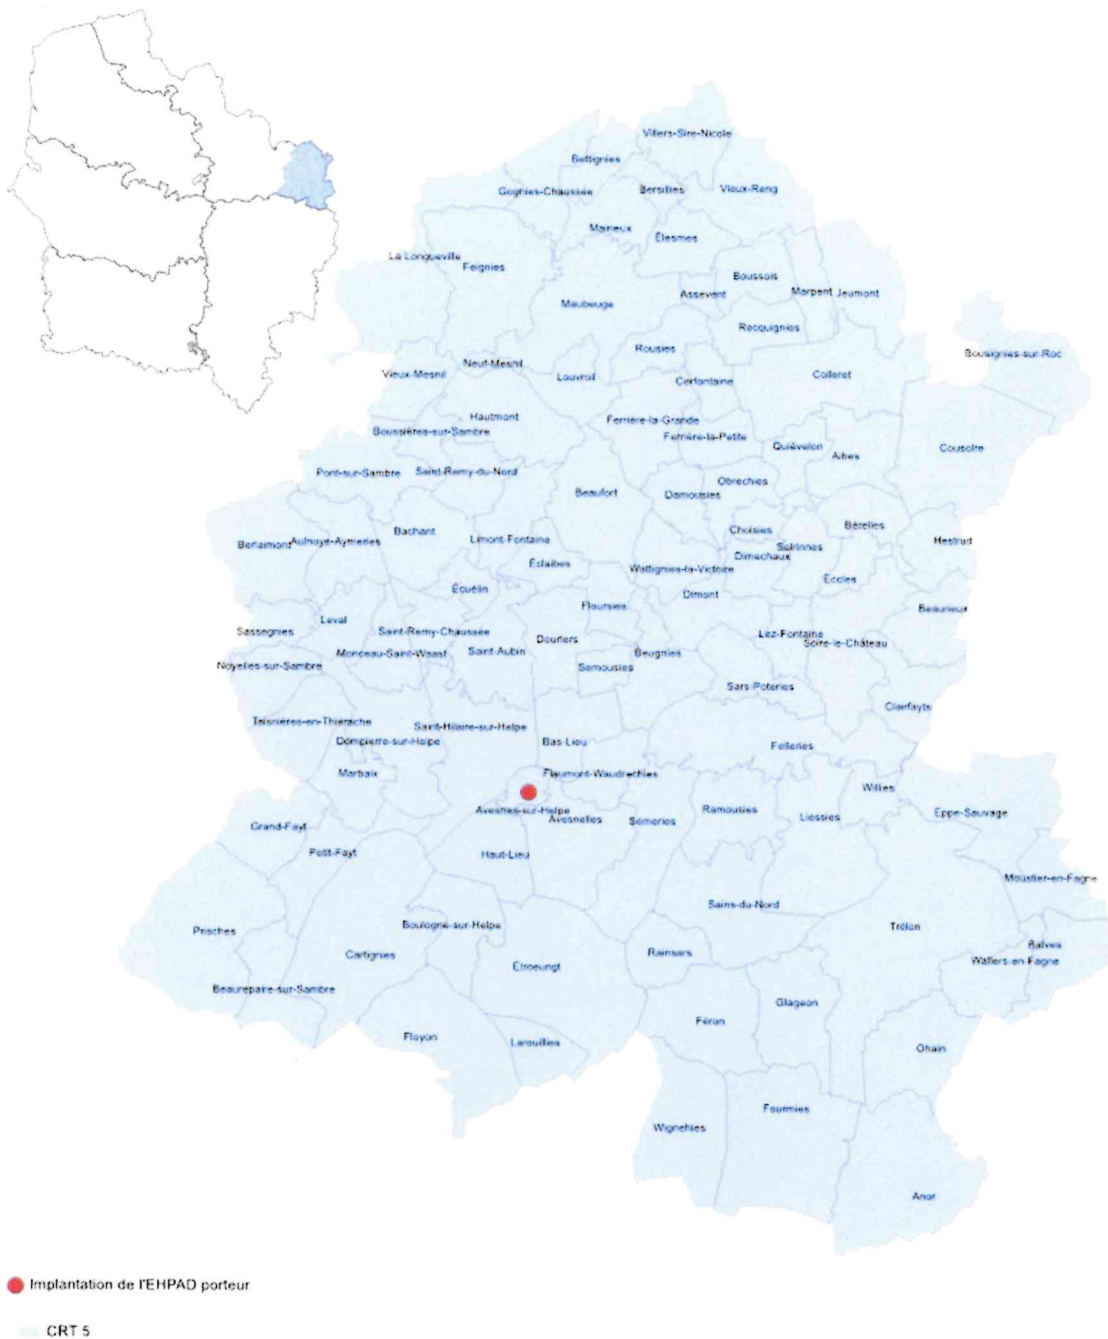 Villers-Sire-Nicole
Bettignies
Gognies-Chaussée
Bersillies
Vieux-Reng
Mairieux
Élesmes
La Longueville
Feignies
Boussois
Assevent
Marpent
Jeumont
Maubeuge
Recquignies
Rousies
Bousignies-sur-Roc
Neuf-Mesnil
Vieux-Mesnil
Louvroil
Cerfontaine
Colleret
Hautmont
Ferrière-la-Grande
Boussières-sur-Sambre
Ferrière-la-Petite
Quiévelon
Aibes
Cousolre
Pont-sur-Sambre
Saint-Remy-du-Nord
Beaufort
Damousies
Obrechies
Bachant
Choisies
Bérelles
Berlaimont
Aulnoye-Aymeries
Limont-Fontaine
Solrinnes
Hestrud
Éclaibes
Wattignies-la-Victoire
Dimechaux
Eccles
Écuélin
Dimont
Floursies
Beaurieux
Leval
Sassegnies
Saint-Remy-Chaussée
Dourlers
Lez-Fontaine
Solre-le-Château
Monceau-Saint-Waast
Saint-Aubin
Beugnies
Semousies
Noyelles-sur-Sambre
Sars-Poteries
Clairfayts
Taisnières-en-Thiérache
Saint-Hilaire-sur-Helpe
Dompierre-sur-Helpe
Bas-Lieu
Felleries
Marbaix
Flaumont-Waudrechies
Willies
Avesnes-sur-Helpe
Avesnelles
Sémeries
Ramousies
Liessies
Eppe-Sauvage
Grand-Fayt
Petit-Fayt
Haut-Lieu
Moustier-en-Fagne
Sains-du-Nord
Prisches
Boulogne-sur-Helpe
Trélon
Cartignies
Étroeungt
Rainsars
Baives
Wallers-en-Fagne
Beaurepaire-sur-Sambre
Glageon
Féron
Floyon
Larouillies
Ohain
Fourmies
Wignehies
Anor
Implantation de l'EHPAD porteur
CRT 5